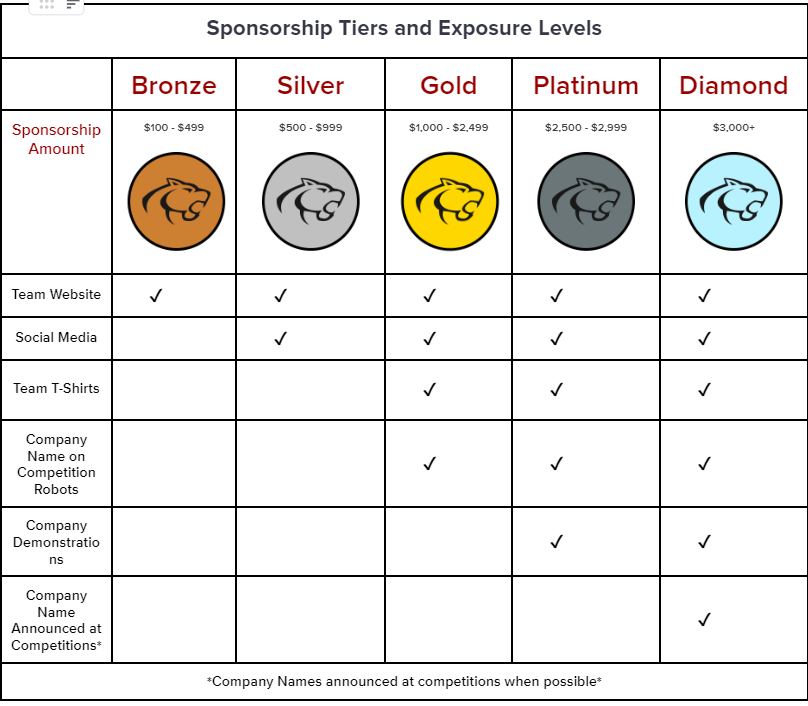 Sponsorship Tiers and Exposure Levels
Bronze Silver Gold Platinum Diamond
Sponsorship
Amount
$100 - $499 $500 - $999 $1,000 - $2,499 $2,500 - $2,999 $3,000+
Team Website ✓ ✓ ✓ ✓ ✓
Social Media ✓ ✓ ✓ ✓
Team T-Shirts ✓ ✓ ✓
Company
Name on
Competition
Robots
✓ ✓ ✓
Company
Demonstratio
ns
✓ ✓
Company
Name
Announced at
Competitions*
✓
*Company Names announced at competitions when possible*